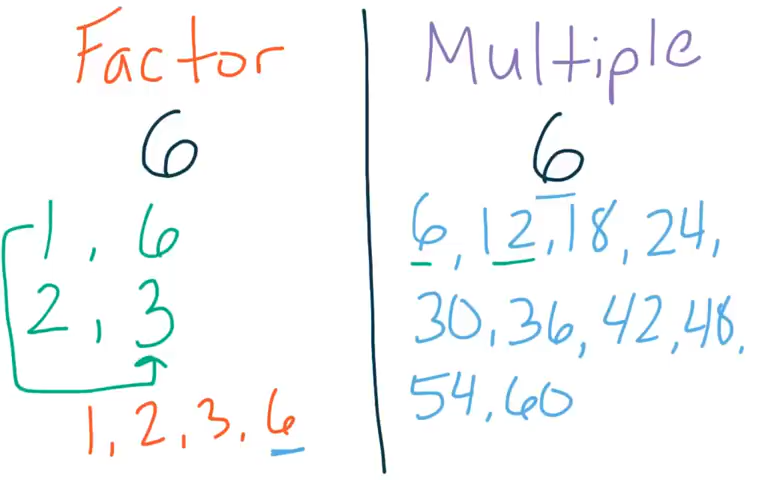 Factor
6
1, 6
2, 3
1, 2, 3, 6
Multiple
6
6, 12, 18, 24,
30, 36, 42, 48,
54, 60